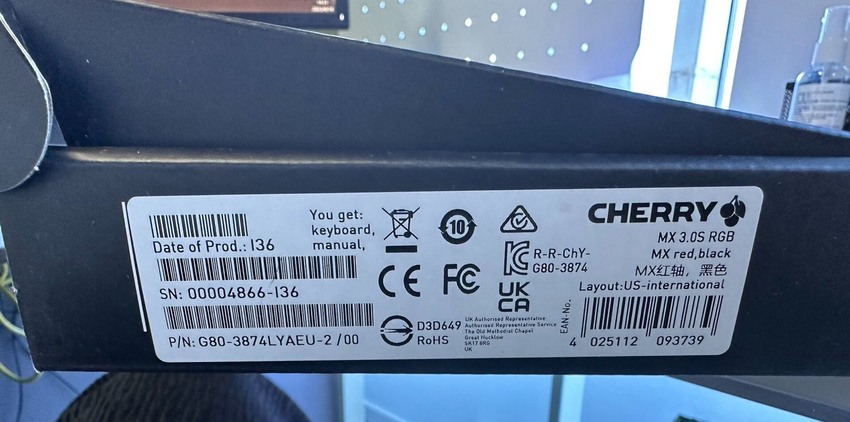 Date of Prod.: I36
SN: 00004866-I36
P/N: G80-3874LYAEU-2 /00
You get:
keyboard,
manual,
10
CE
FC
R-R-ChY-
G80-3874
UK
CA
D3D649
RoHS
UK Authorised Representative:
Authorised Representative Service
The Old Methodist Chapel
Great Hucklow
SK17 8RG
UK
CHERRY
MX 3.0S RGB
MX red,black
MX红轴，黑色
Layout:US-international
EAN-No.
4 025112 093739